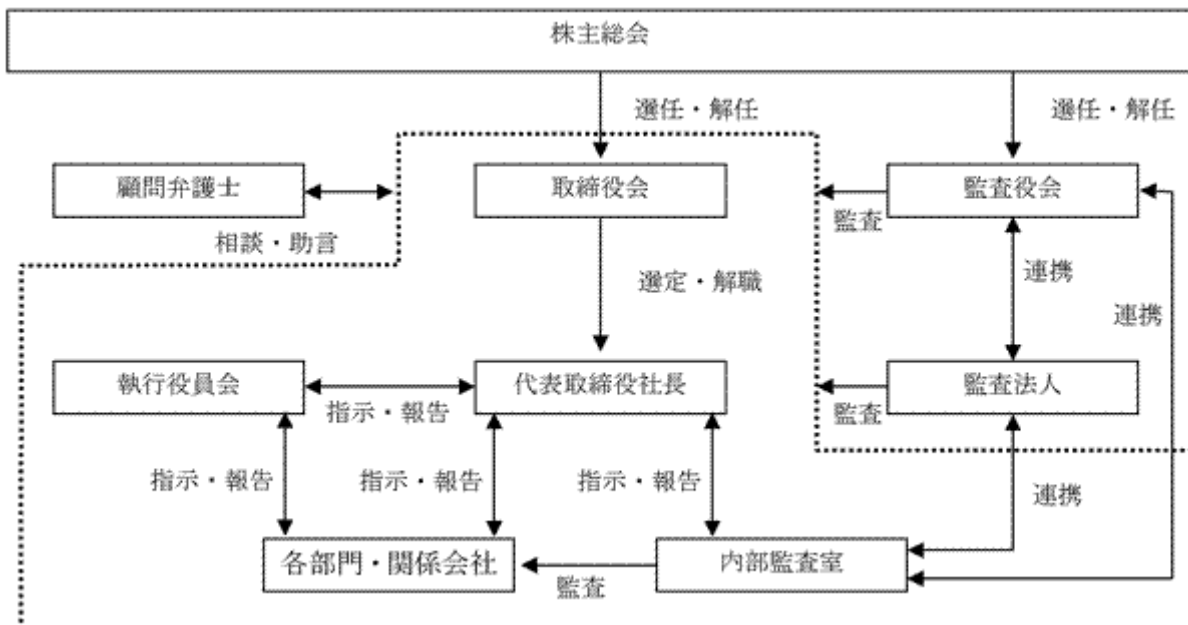 株主総会
選任・解任
選任・解任
顧問弁護士
取締役会
監査役会
監査
相談・助言
選定・解職
連携
連携
執行役員会
代表取締役社長
監査法人
指示・報告
監査
指示・報告
指示・報告
指示・報告
連携
各部門・関係会社
内部監査室
監査